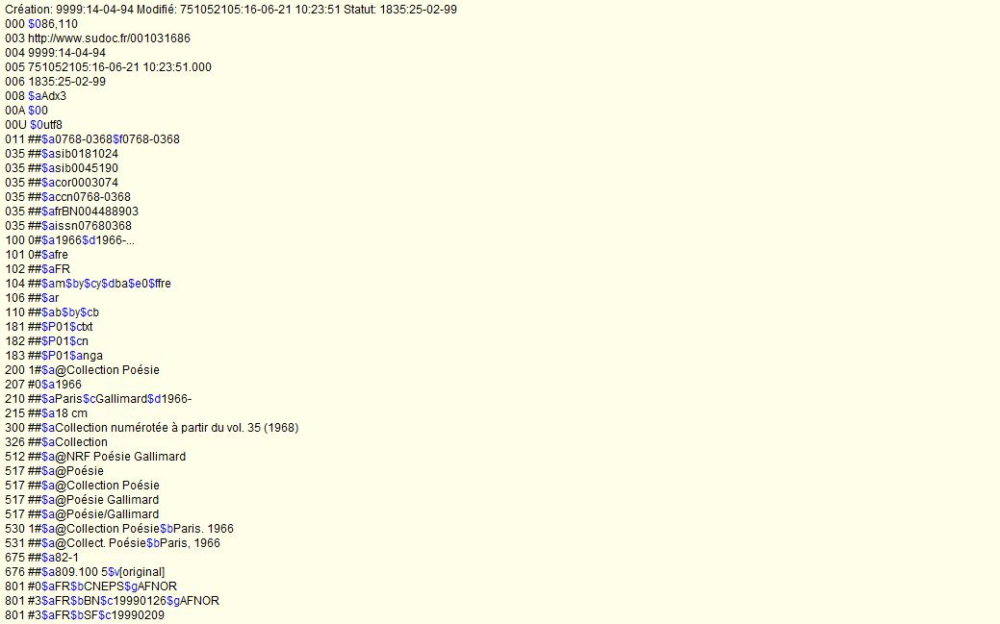 Création: 9999:14-04-94 Modifié: 751052105:16-06-21 10:23:51 Statut: 1835:25-02-99
000 $086,110
003 http://www.sudoc.fr/001031686
004 9999:14-04-94
005 751052105:16-06-21 10:23:51.000
006 1835:25-02-99
008 $aAdx3
00A $00
00U $0utf8
011 ##$a0768-0368$f0768-0368
035 ##$asib0181024
035 ##$asib0045190
035 ##$acor0003074
035 ##$accn0768-0368
035 ##$afrBN004488903
035 ##$aissn07680368
100 0#$a1966$d1966-...
101 0#$afre
102 ##$aFR
104 ##$am$by$cy$dba$e0$ffre
106 ##$ar
110 ##$ab$by$cb
181 ##$P01$ctxt
182 ##$P01$cn
183 ##$P01$anga
200 1#$a@Collection Poésie
207 #0$a1966
210 ##$aParis$cGallimard$d1966-
215 ##$a18 cm
300 ##$aCollection numérotée à partir du vol. 35 (1968)
326 ##$aCollection
512 ##$a@NRF Poésie Gallimard
517 ##$a@Poésie
517 ##$a@Collection Poésie
517 ##$a@Poésie Gallimard
517 ##$a@Poésie/Gallimard
530 1#$a@Collection Poésie$bParis. 1966
531 ##$a@Collect. Poésie$bParis, 1966
675 ##$a82-1
676 ##$a809.100 5$v[original]
801 #0$aFR$bCNEPS$gAFNOR
801 #3$aFR$bBN$c19990126$gAFNOR
801 #3$aFR$bSF$c19990209